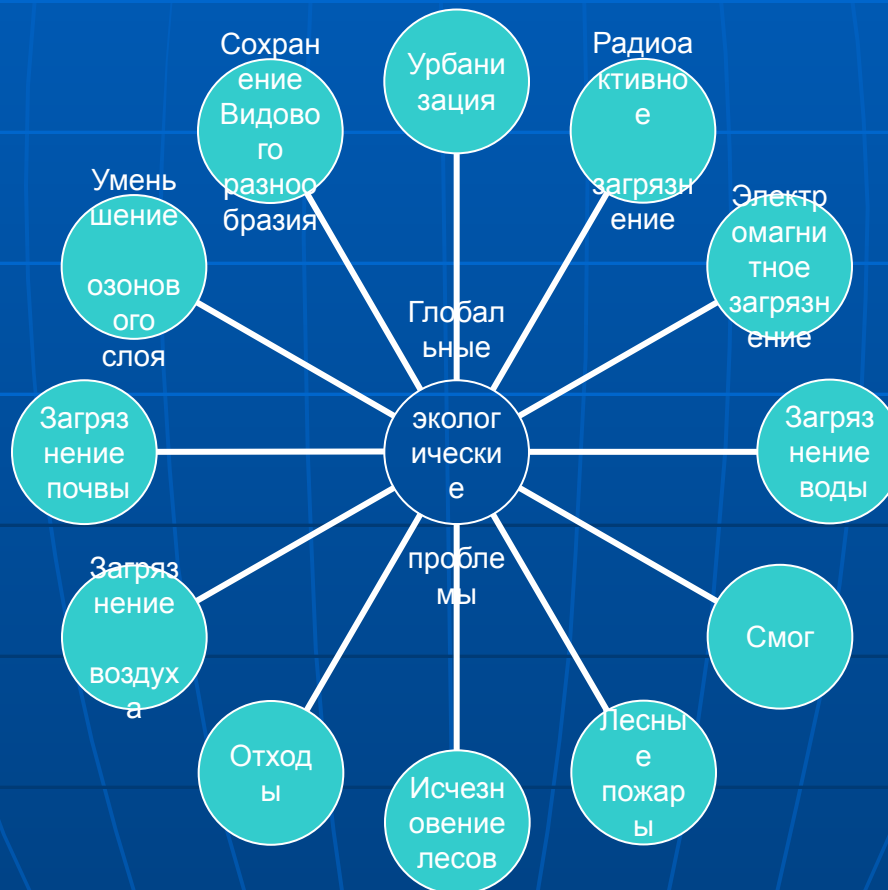 Урбани
зация
Радиоа
ктивно
е
загрязн
ение
Электр
омагни
тное
загрязн
ение
Загряз
нение
воды
Смог
Лесны
е
пожар
ы
Исчезн
овение
лесов
Отход
ы
Загряз
нение
воздух
а
Загряз
нение
почвы
Умень
шение
озонов
ого
слоя
Сохран
ение
Видово
го
разноо
бразия
Глобал
ьные
эколог
ически
е
пробле
мы